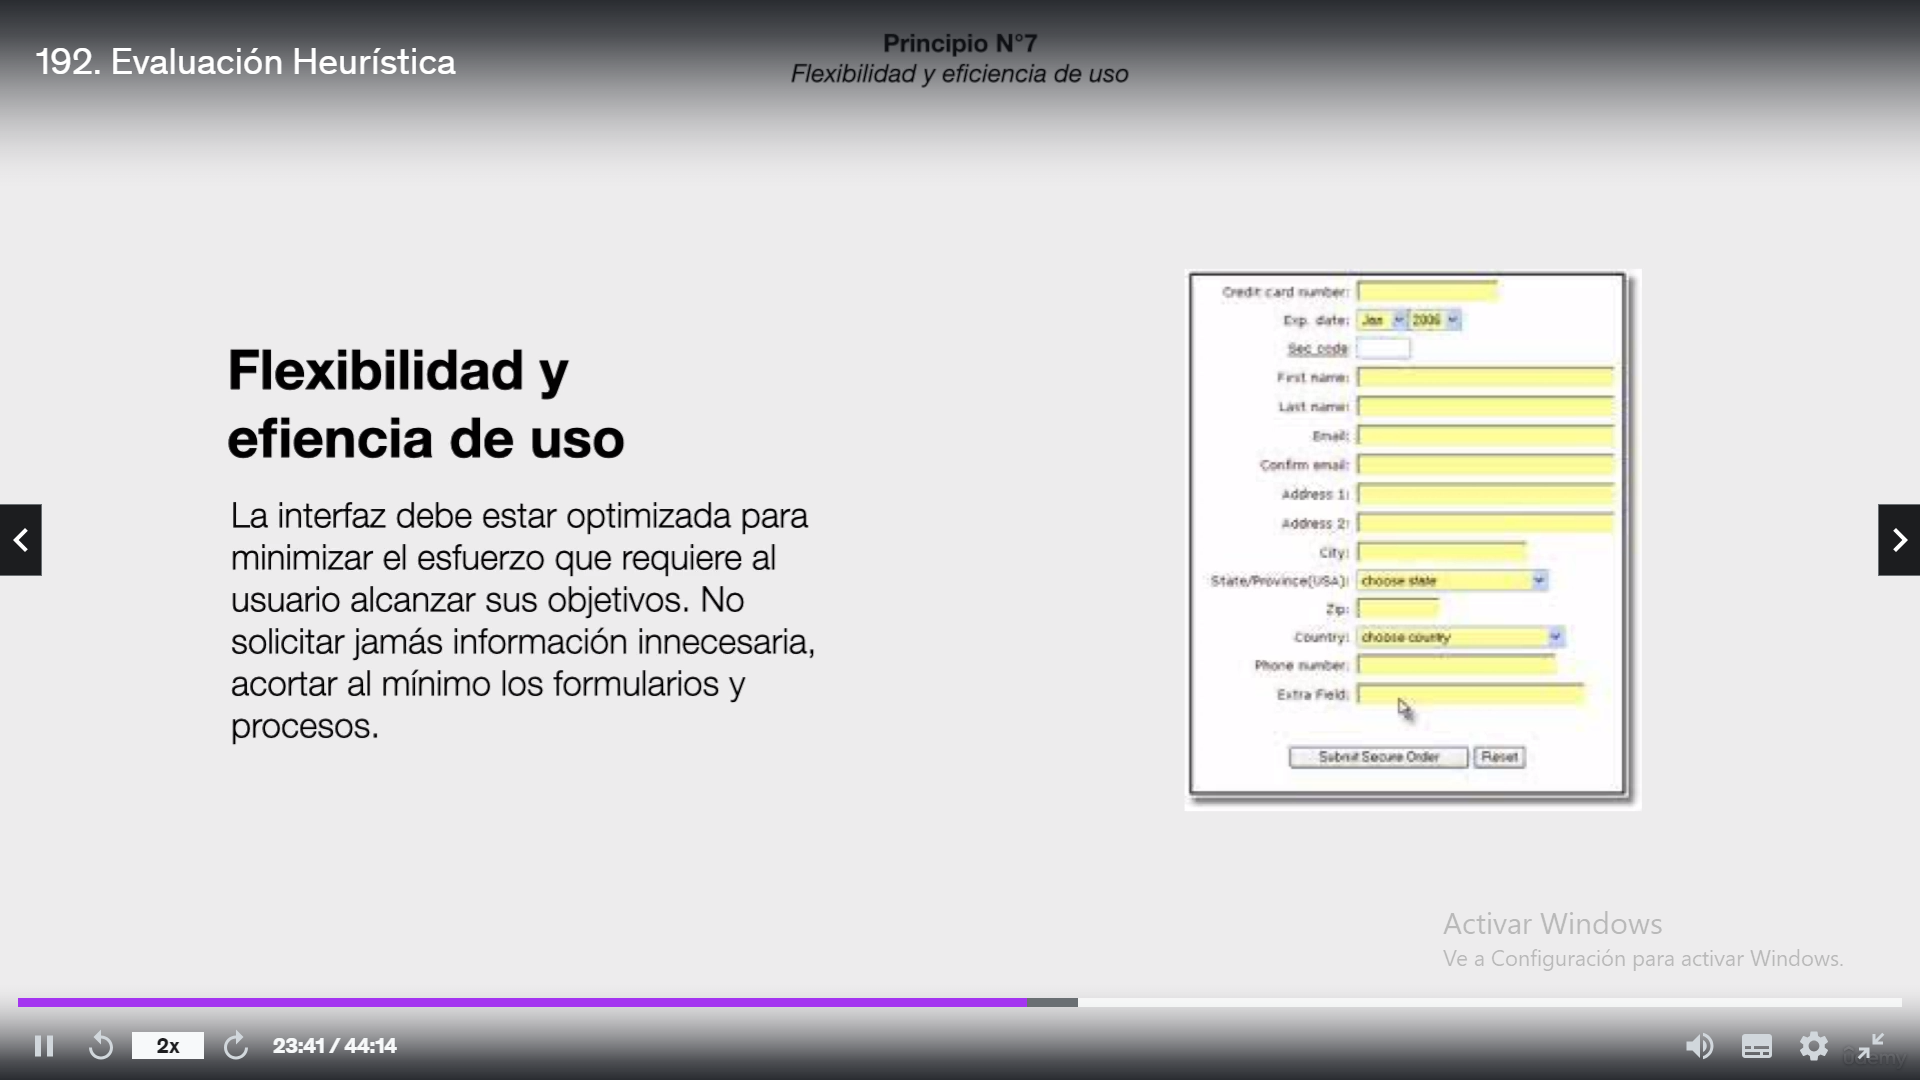 192. Evaluación Heurística
Principio N°7
Flexibilidad y eficiencia de uso
Flexibilidad y
efiencia de uso
La interfaz debe estar optimizada para
minimizar el esfuerzo que requiere al
usuario alcanzar sus objetivos. No
solicitar jamás información innecesaria,
acortar al mínimo los formularios y
procesos.
Credit card number:
Exp. date: Jan 2006
Sec code
First name:
Last name:
Email:
Confirm email:
Address 1:
Address 2:
City:
State/Province(USA): choose state
Zip:
Country: choose country
Phone number:
Extra Field:
Submit Secure Order Reset
Activar Windows
Ve a Configuración para activar Windows.
2x 23:41 / 44:14
Udemy